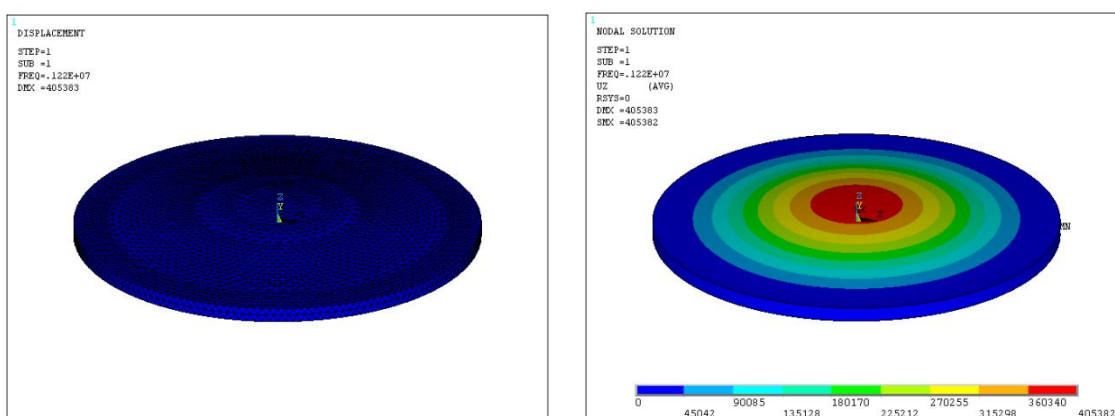 1
DISPLACEMENT
STEP=1
SUB =1
FREQ=.122E+07
DMX =405383
Z
Y
1
NODAL SOLUTION
STEP=1
SUB =1
FREQ=.122E+07
UZ (AVG)
RSYS=0
DMX =405383
SMX =405382
Z
Y
X
MN
0 90085 180170 270255 360340
45042 135128 225212 315298 405382